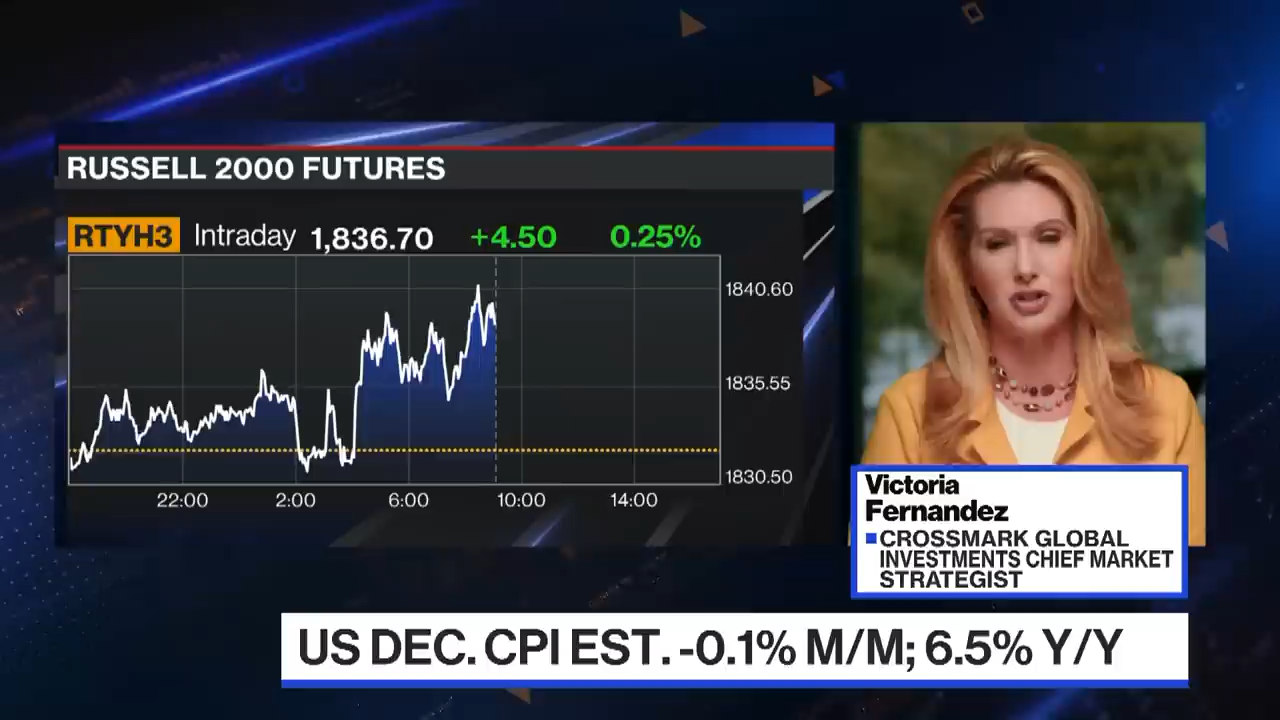 RUSSELL 2000 FUTURES
RTYH3 Intraday 1,836.70 +4.50 0.25%
1840.60
1835.55
1830.50
22:00 2:00 6:00 10:00 14:00
Victoria
Fernandez
CROSSMARK GLOBAL
INVESTMENTS CHIEF MARKET
STRATEGIST
US DEC. CPI EST. -0.1% M/M; 6.5% Y/Y